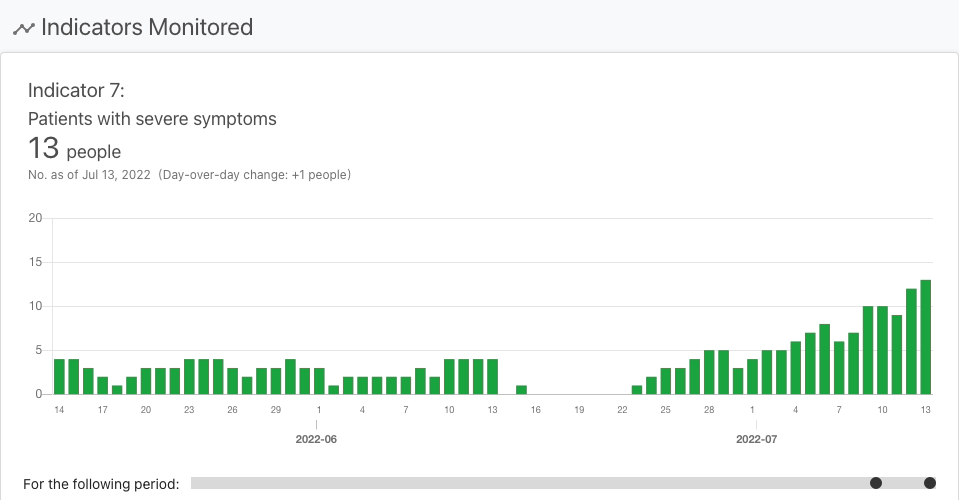 Indicators Monitored
Indicator 7:
Patients with severe symptoms
13 people
No. as of Jul 13, 2022 (Day-over-day change: +1 people)
20
15
10
5
0
14 17 20 23 26 29 1 4 7 10 13 16 19 22 25 28 1 4 7 10 13
2022-06 2022-07
For the following period: